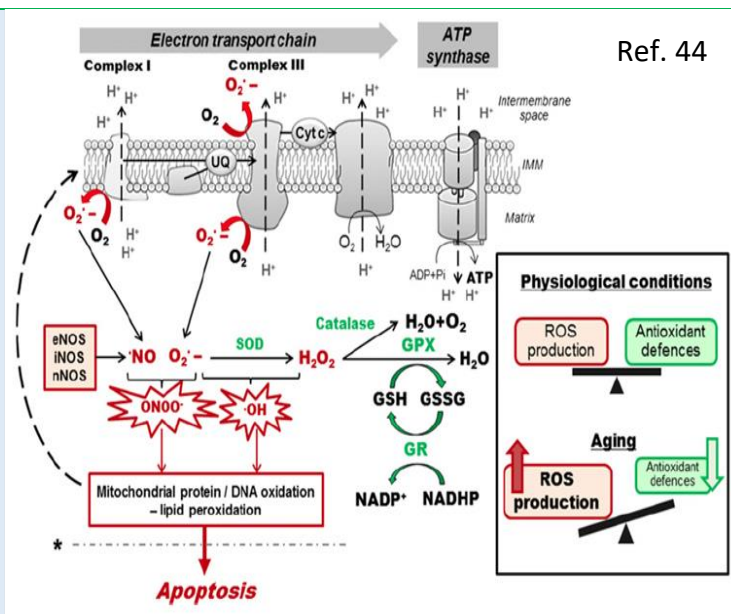 Electron transport chain
ATP
synthase
Ref. 44
Complex I
Complex III
O₂˙–
H⁺
H⁺
H⁺
O₂
H⁺
H⁺
H⁺
H⁺
H⁺
H⁺
H⁺
H⁺
Intermembrane
space
Cyt c
UQ
IMM
Matrix
O₂˙–
O₂
H⁺
H⁺
O₂˙–
O₂
H⁺
O₂
H₂O
H⁺
ADP+Pi
ATP
H⁺
H⁺
eNOS
iNOS
nNOS
˙NO
O₂˙–
SOD
H₂O₂
Catalase
H₂O+O₂
GPX
H₂O
ONOO⁻
˙OH
GSH
GSSG
GR
NADP⁺
NADHP
Mitochondrial protein / DNA oxidation
– lipid peroxidation
*
Apoptosis
Physiological conditions
ROS
production
Antioxidant
defences
Aging
ROS
production
Antioxidant
defences